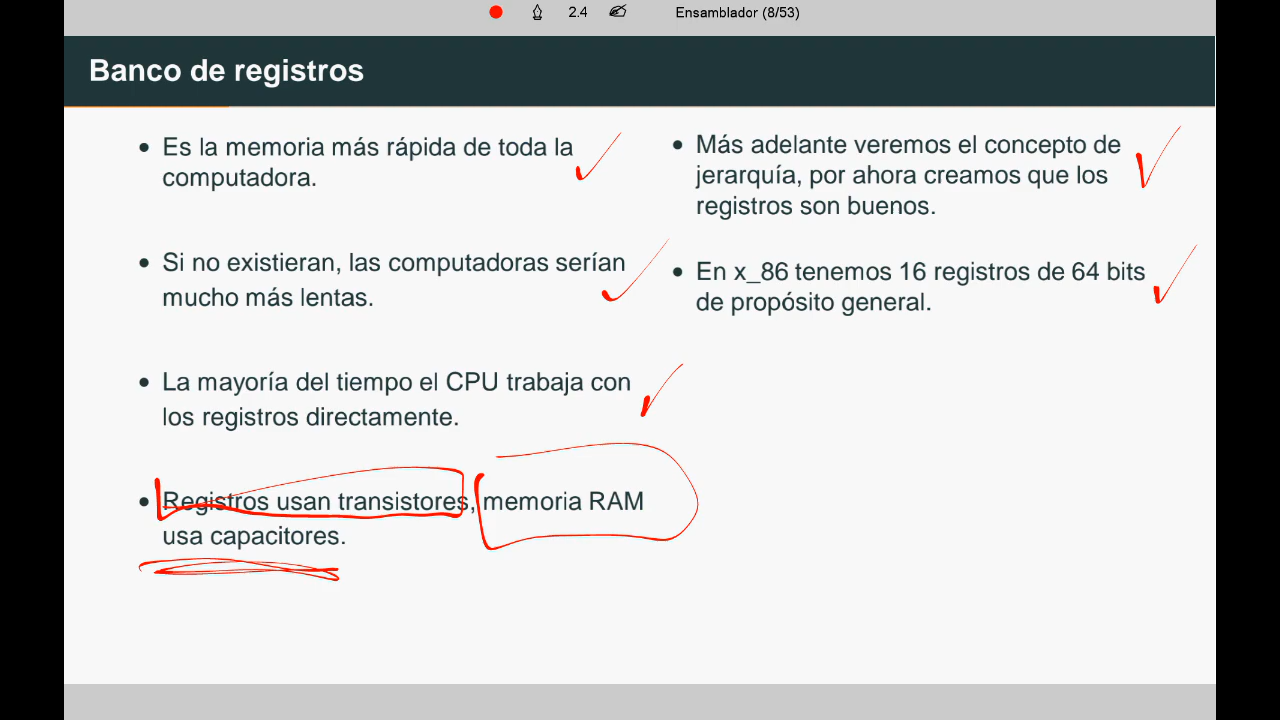 2.4 Ensamblador (8/53)
Banco de registros
• Es la memoria más rápida de toda la
computadora.
• Si no existieran, las computadoras serían
mucho más lentas.
• La mayoría del tiempo el CPU trabaja con
los registros directamente.
• Registros usan transistores, memoria RAM
usa capacitores.
• Más adelante veremos el concepto de
jerarquía, por ahora creamos que los
registros son buenos.
• En x_86 tenemos 16 registros de 64 bits
de propósito general.